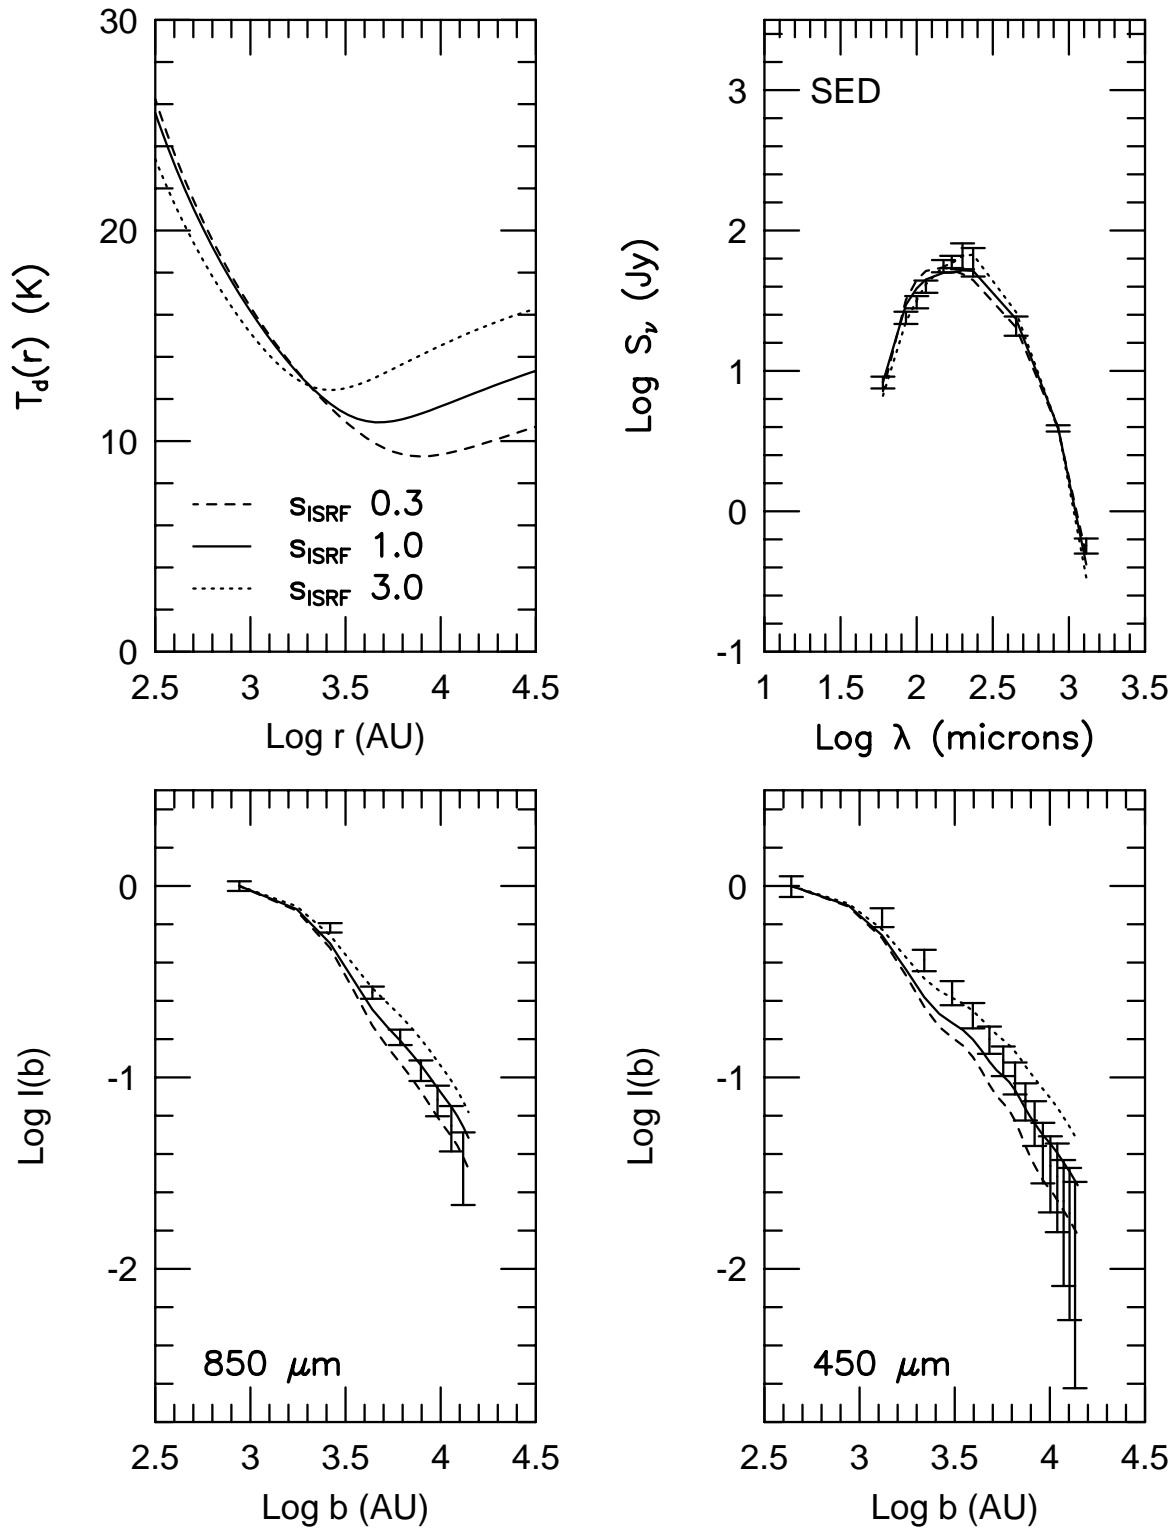 30
20
10
0
T_d(r) (K)
s_ISRF 0.3
s_ISRF 1.0
s_ISRF 3.0
2.5 3 3.5 4 4.5
Log r (AU)
SED
3
2
1
0
-1
Log S_ν (Jy)
1 1.5 2 2.5 3 3.5
Log λ (microns)
0
-1
-2
Log I(b)
850 μm
2.5 3 3.5 4 4.5
Log b (AU)
0
-1
-2
Log I(b)
450 μm
2.5 3 3.5 4 4.5
Log b (AU)